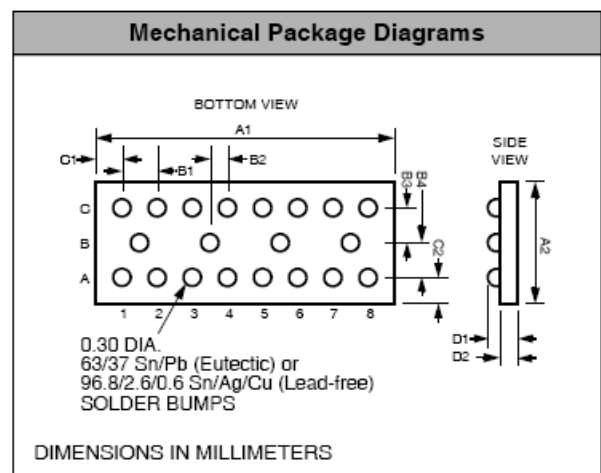 Mechanical Package Diagrams
BOTTOM VIEW
A1
SIDE
VIEW
C1
B1
B2
B3
B4
C2
A2
C
B
A
1 2 3 4 5 6 7 8
D1
D2
0.30 DIA.
63/37 Sn/Pb (Eutectic) or
96.8/2.6/0.6 Sn/Ag/Cu (Lead-free)
SOLDER BUMPS
DIMENSIONS IN MILLIMETERS